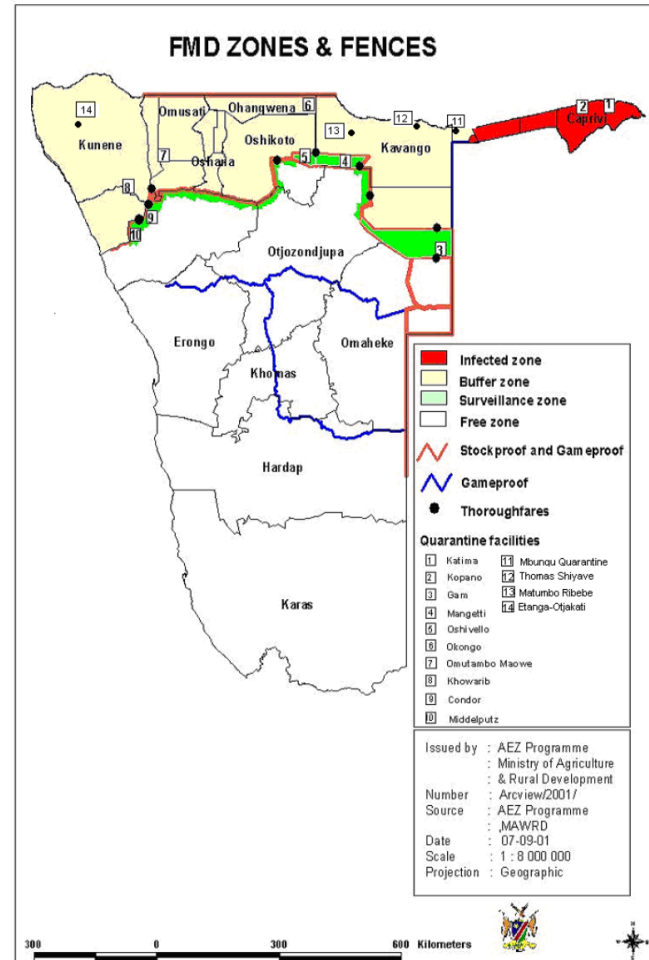 FMD ZONES & FENCES
14
Kunene
Omusati
Ohangwena
6
Oshikoto
Oshana
13
12
11
Kavango
2
1
Caprivi
7
5
4
8
9
10
3
Otjozondjupa
Erongo
Omaheke
Khomas
Hardap
Karas
Infected zone
Buffer zone
Surveillance zone
Free zone
Stockproof and Gameproof
Gameproof
Thoroughfares
Quarantine facilities
1 Katima
2 Kopano
3 Gam
4 Mangetti
5 Oshivello
6 Okongo
7 Omutambo Maowe
8 Khowarib
9 Condor
10 Middelputz
11 Mbunqu Quarantine
12 Thomas Shiyave
13 Matumbo Ribebe
14 Etanga-Otjakati
Issued by : AEZ Programme
: Ministry of Agriculture
: & Rural Development
Number : Arcview/2001/
Source : AEZ Programme
: ,MAWRD
Date : 07-09-01
Scale : 1 : 8 000 000
Projection : Geographic
300 0 300 600 Kilometers